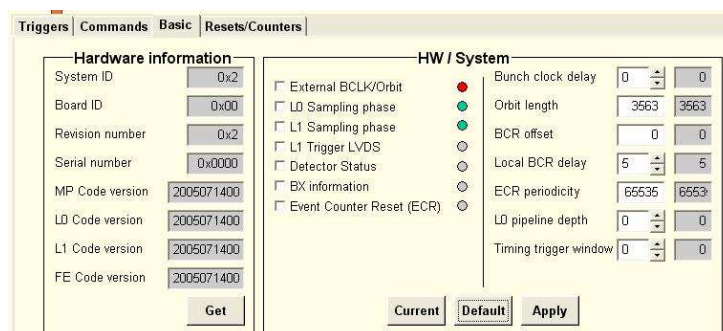 Triggers Commands Basic Resets/Counters
Hardware information
System ID 0x2
Board ID 0x00
Revision number 0x2
Serial number 0x0000
MP Code version 2005071400
L0 Code version 2005071400
L1 Code version 2005071400
FE Code version 2005071400
Get
HW / System
External BCLK/Orbit
L0 Sampling phase
L1 Sampling phase
L1 Trigger LVDS
Detector Status
BX information
Event Counter Reset (ECR)
Bunch clock delay 0 0
Orbit length 3563 3563
BCR offset 0 0
Local BCR delay 5 5
ECR periodicity 65535 6553
L0 pipeline depth 0 0
Timing trigger window 0 0
Current Default Apply